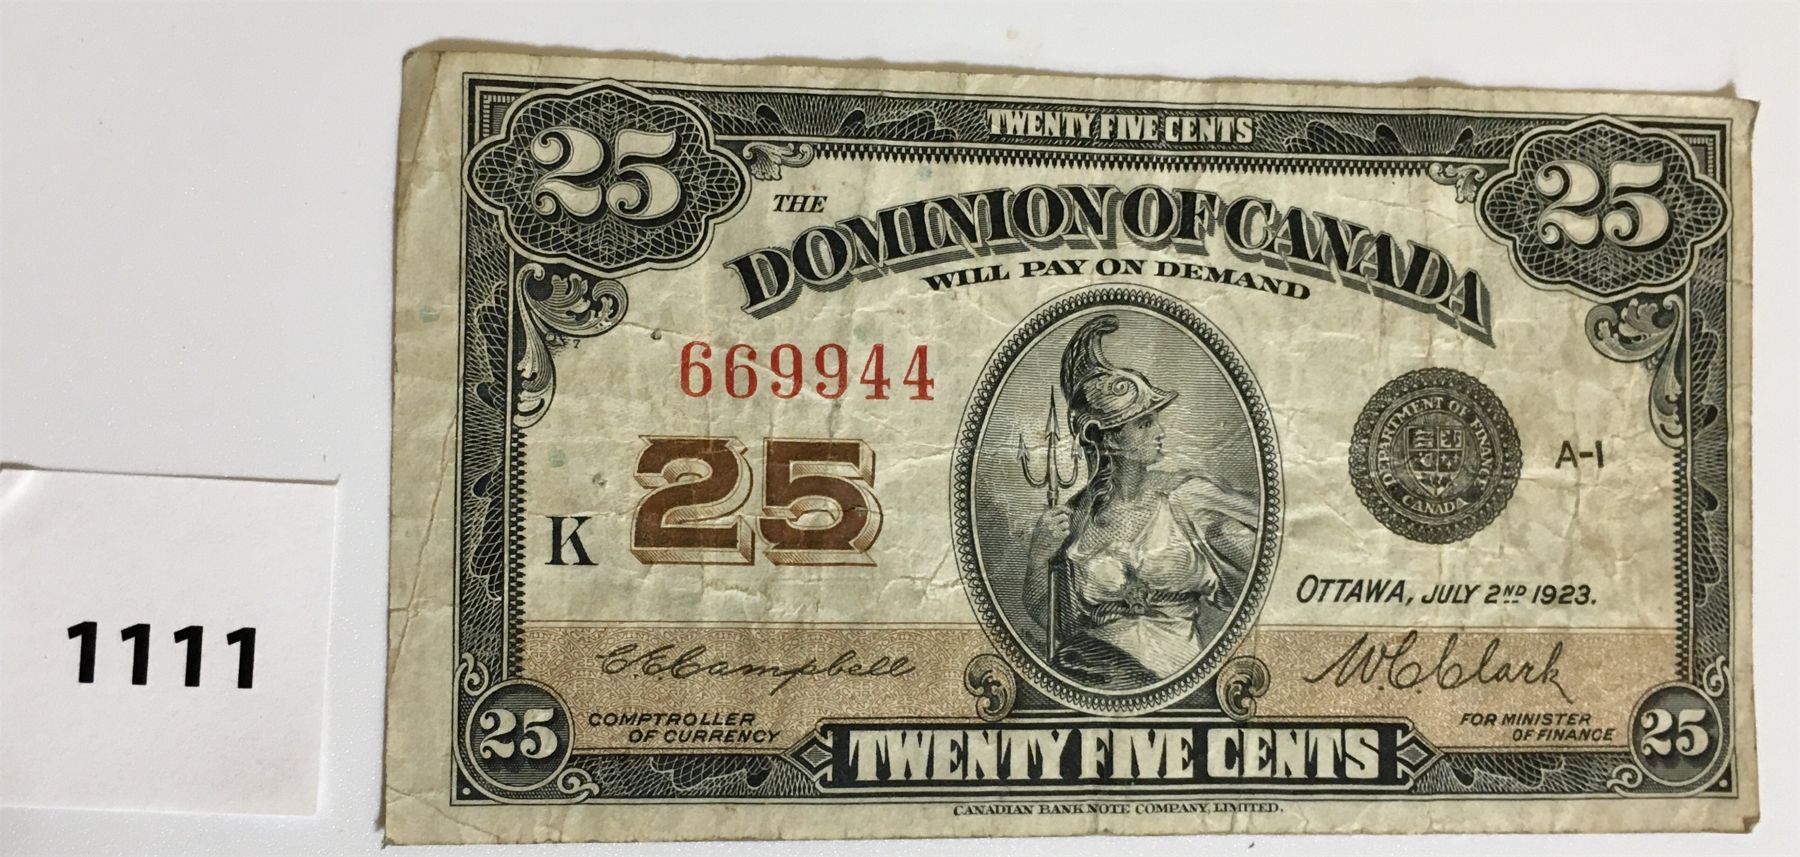 TWENTY FIVE CENTS
25 25
THE
DOMINION OF CANADA
WILL PAY ON DEMAND
669944
DEPARTMENT OF FINANCE
CANADA
A-1
K 25
OTTAWA, JULY 2ND 1923.
C.C. Campbell W.C. Clark
COMPTROLLER
OF CURRENCY
FOR MINISTER
OF FINANCE
25 TWENTY FIVE CENTS 25
CANADIAN BANK NOTE COMPANY, LIMITED.
1111